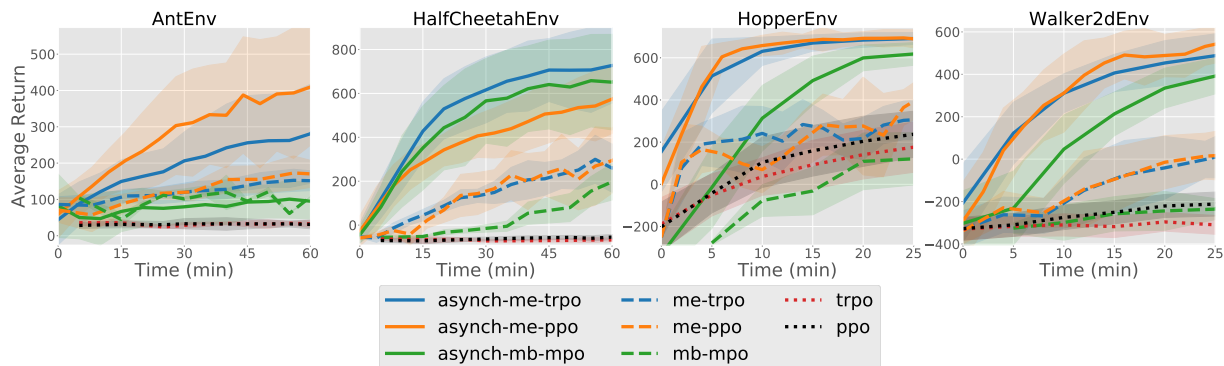 AntEnv HalfCheetahEnv HopperEnv Walker2dEnv
Average Return
500
400
300
200
100
0
0 15 30 45 60
Time (min)
800
600
400
200
0
0 15 30 45 60
Time (min)
600
400
200
0
−200
0 5 10 15 20 25
Time (min)
600
400
200
0
−200
−400
0 5 10 15 20 25
Time (min)
asynch-me-trpo me-trpo trpo
asynch-me-ppo me-ppo ppo
asynch-mb-mpo mb-mpo